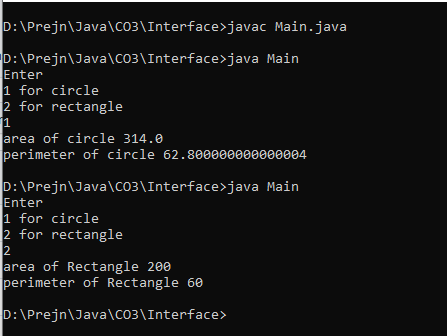 D:\Prejn\Java\CO3\Interface>javac Main.java
D:\Prejn\Java\CO3\Interface>java Main
Enter
1 for circle
2 for rectangle
1
area of circle 314.0
perimeter of circle 62.800000000000004
D:\Prejn\Java\CO3\Interface>java Main
Enter
1 for circle
2 for rectangle
2
area of Rectangle 200
perimeter of Rectangle 60
D:\Prejn\Java\CO3\Interface>